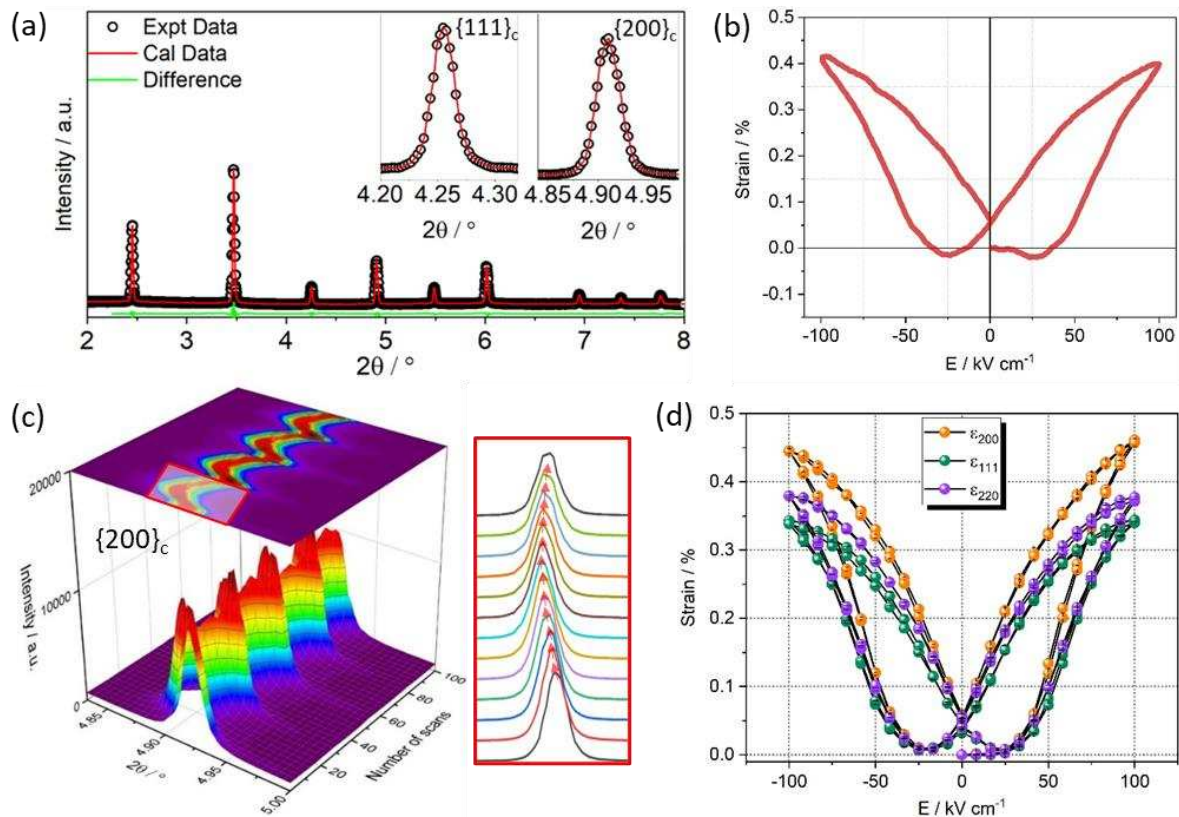 (a)
Expt Data
Cal Data
Difference
{111}c
{200}c
4.20 4.25 4.30
2θ / °
4.85 4.90 4.95
2θ / °
Intensity / a.u.
2 3 4 5 6 7 8
2θ / °
(b)
Strain / %
0.5
0.4
0.3
0.2
0.1
0.0
-0.1
-100 -50 0 50 100
E / kV cm⁻¹
(c)
20000
10000
0
Intensity / a.u.
{200}c
4.85
4.90
4.95
5.00
2θ / °
20
40
60
80
100
Number of scans
(d)
ε200
ε111
ε220
Strain / %
0.5
0.4
0.3
0.2
0.1
0.0
-100 -50 0 50 100
E / kV cm⁻¹